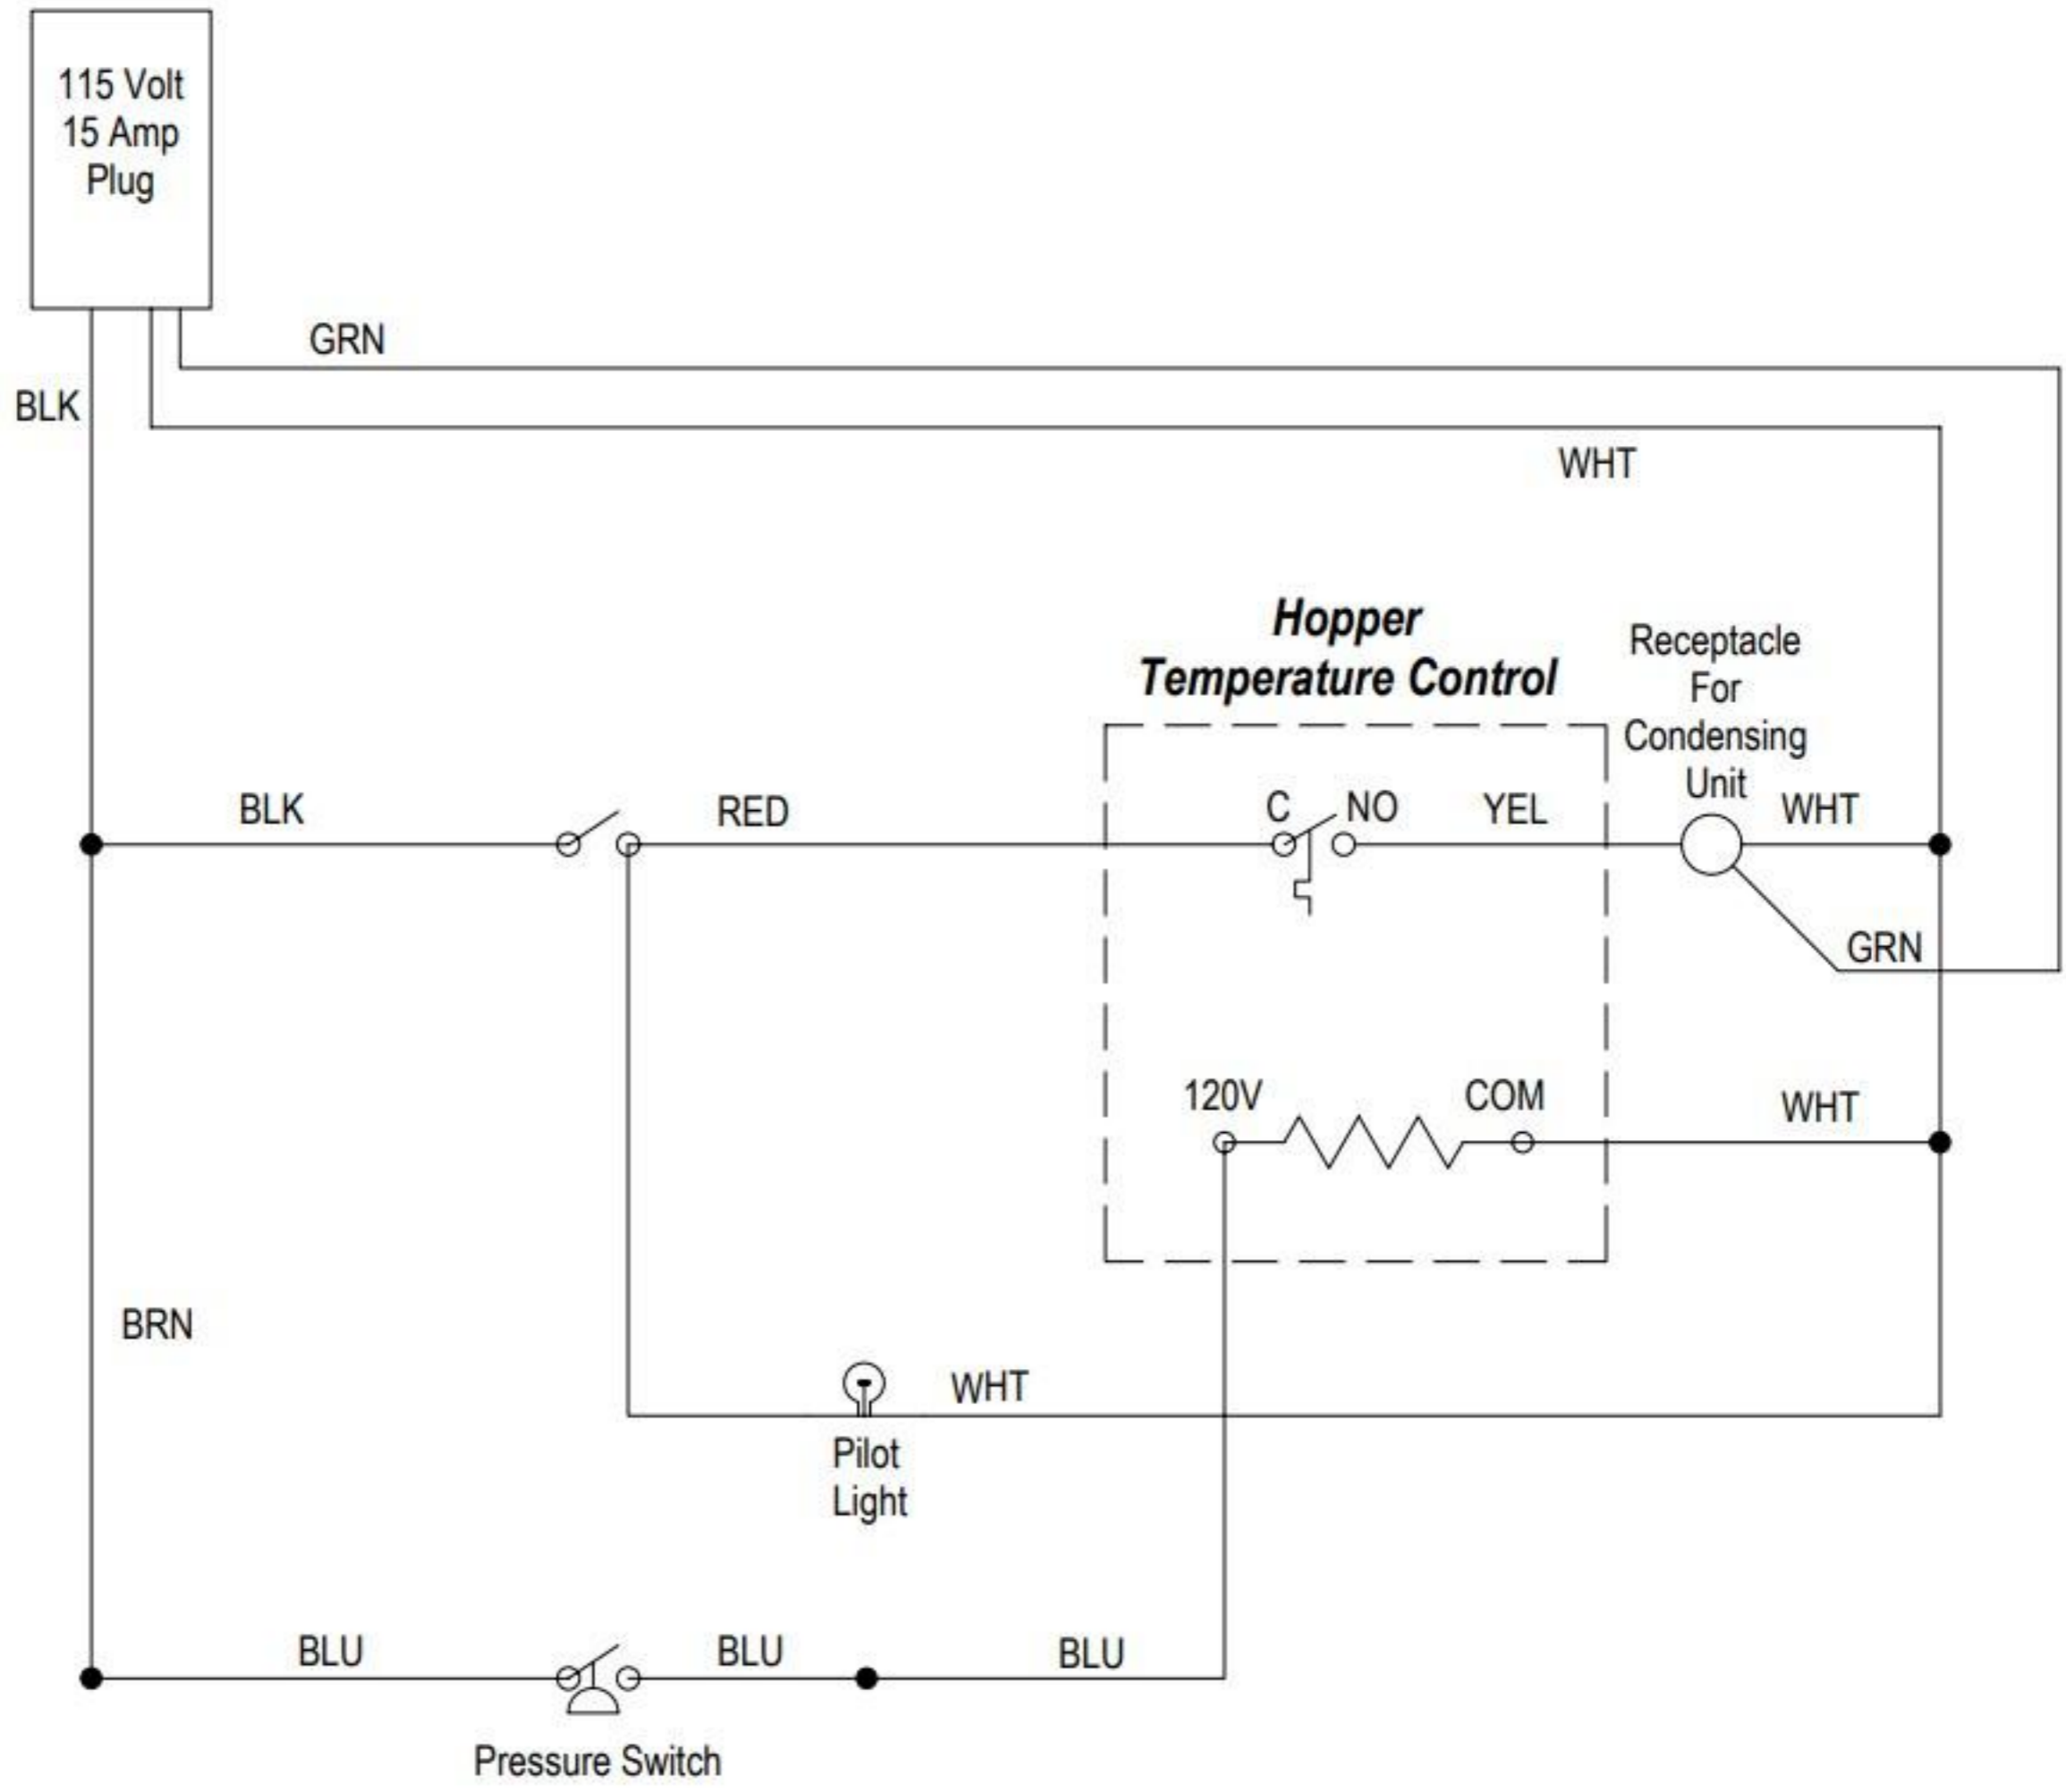 115 Volt
15 Amp
Plug
GRN
BLK
WHT
Hopper
Temperature Control
Receptacle
For
Condensing
Unit
BLK
RED
C
NO
YEL
WHT
GRN
120V
COM
WHT
BRN
WHT
Pilot
Light
BLU
BLU
BLU
Pressure Switch